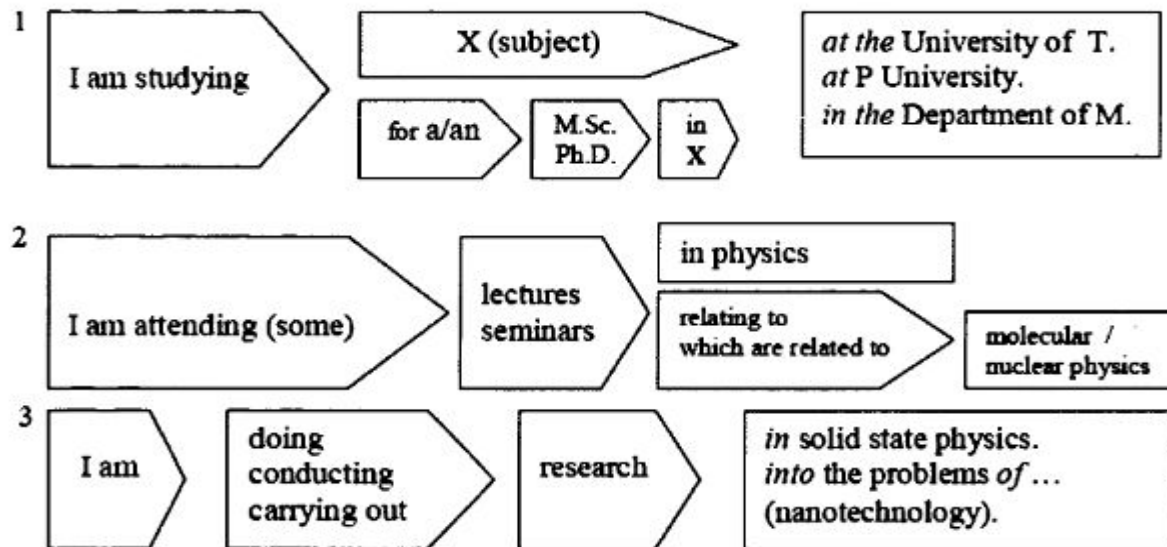 1
I am studying
X (subject)
for a/an
M.Sc.
Ph.D.
in
X
at the University of T.
at P University.
in the Department of M.
2
I am attending (some)
lectures
seminars
in physics
relating to
which are related to
molecular /
nuclear physics
3
I am
doing
conducting
carrying out
research
in solid state physics.
into the problems of ...
(nanotechnology).